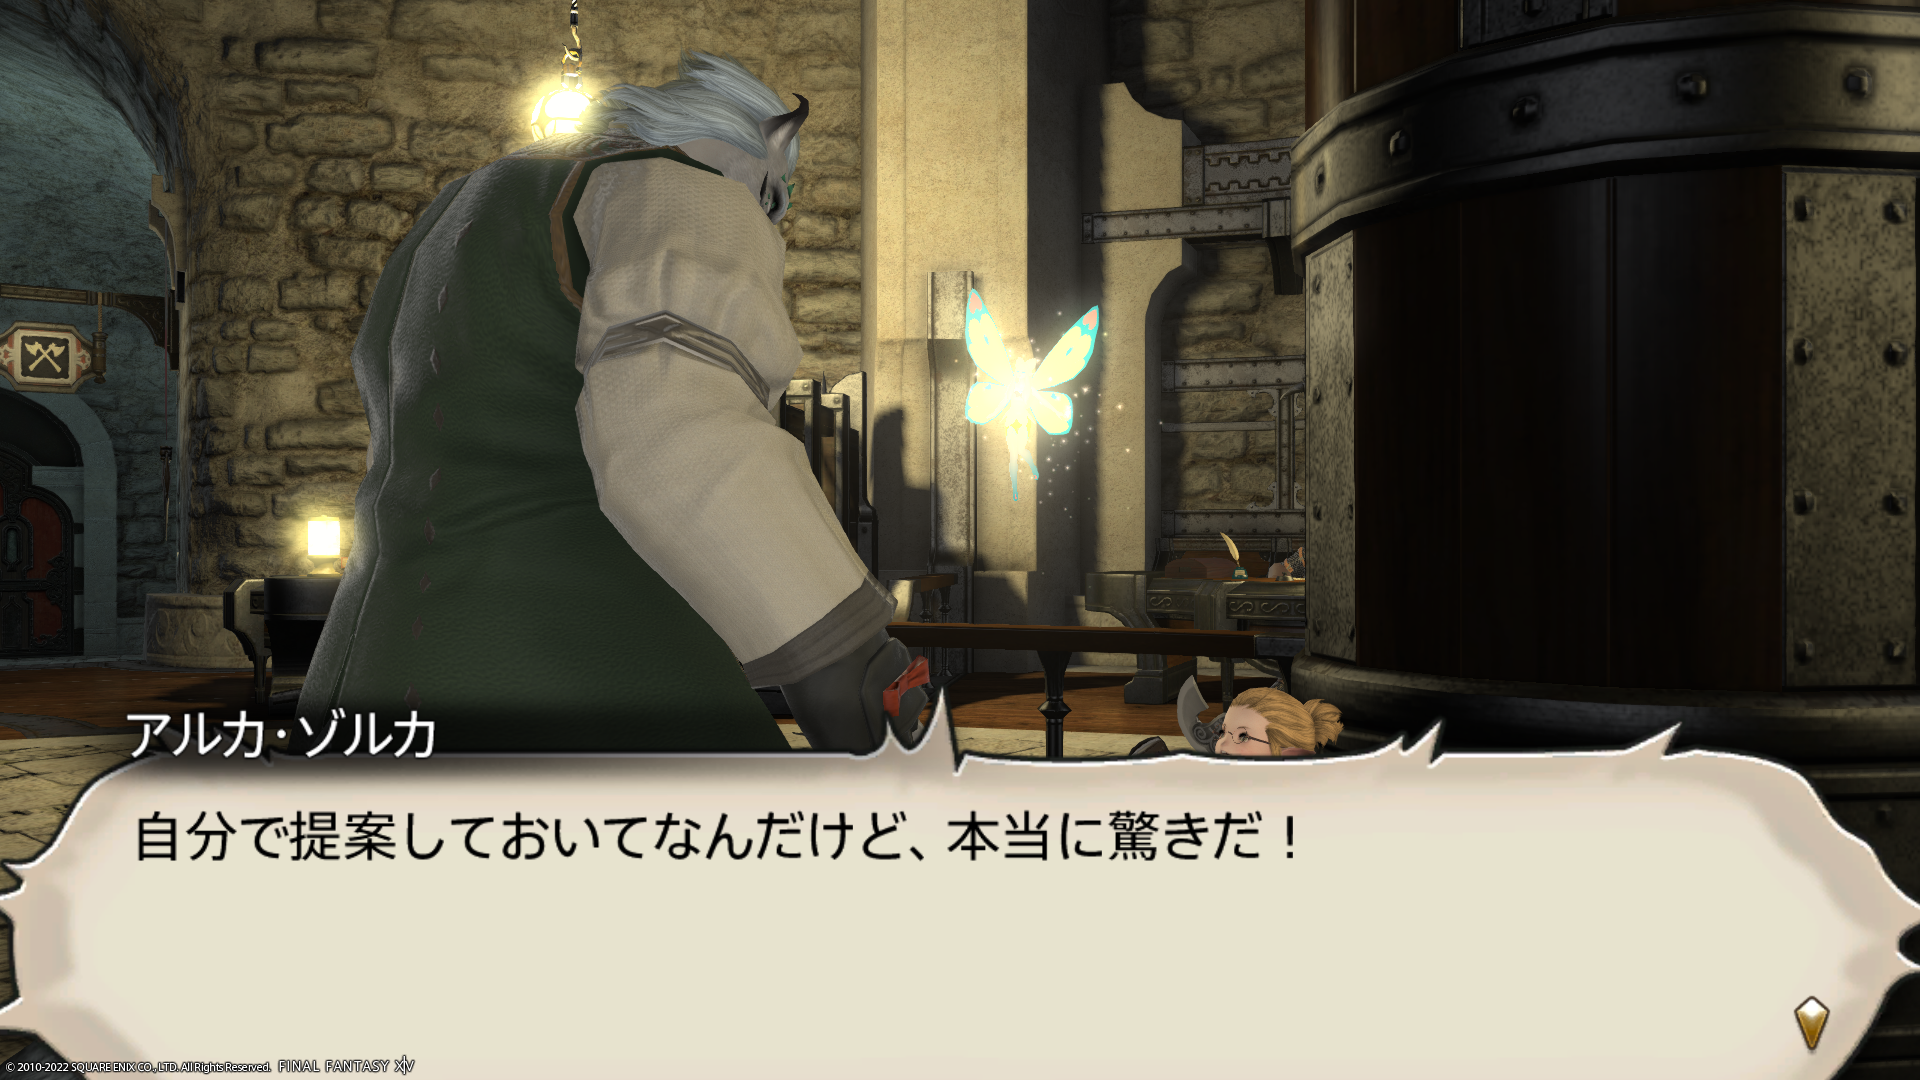 アルカ・ゾルカ
自分で提案しておいてなんだけど、本当に驚きだ！
© 2010-2022 SQUARE ENIX CO., LTD. All Rights Reserved. FINAL FANTASY XIV